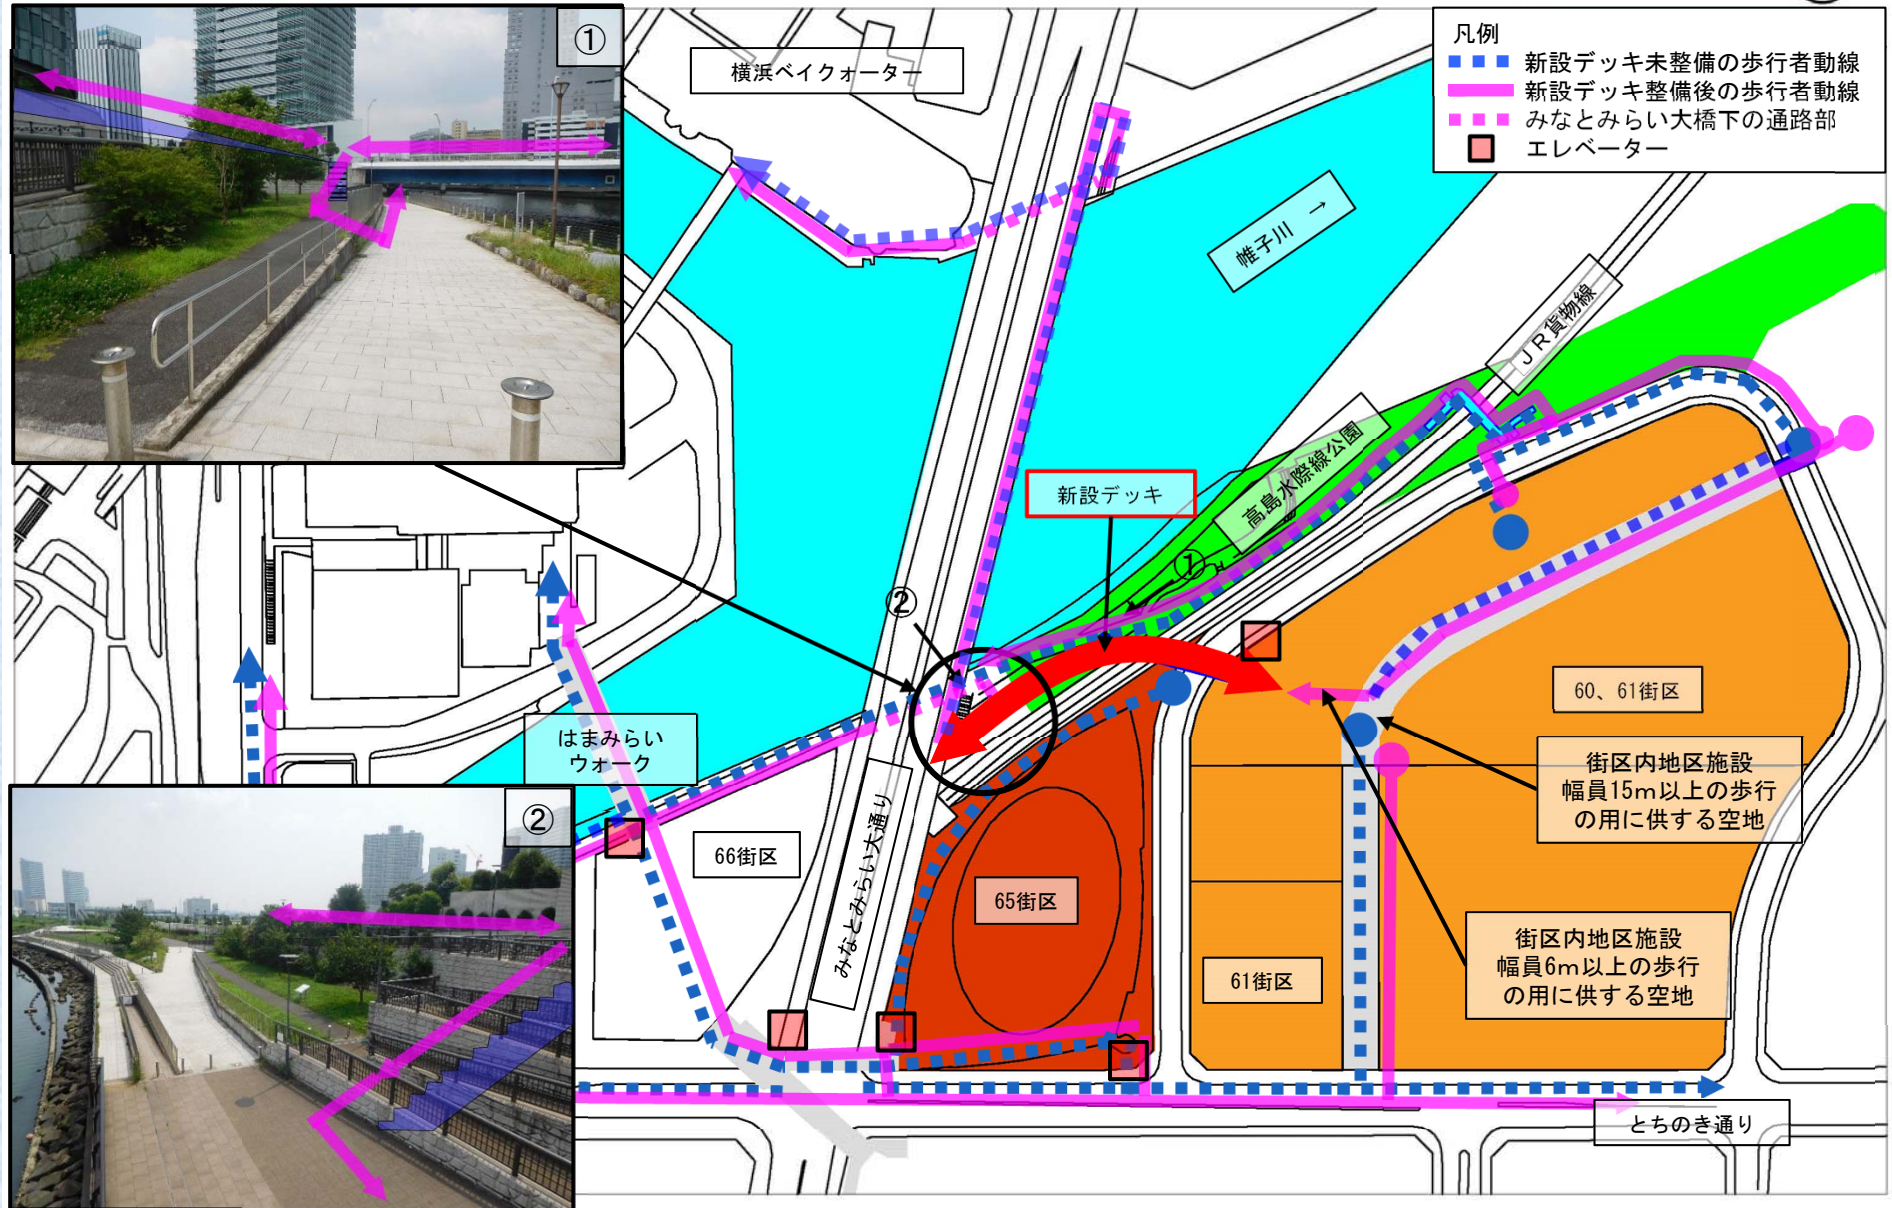 ①
横浜ベイクォーター
凡例
新設デッキ未整備の歩行者動線
新設デッキ整備後の歩行者動線
みなとみらい大橋下の通路部
エレベーター
帷子川 →
JR貨物線
高島水際線公園
新設デッキ
①
②
はまみらい
ウォーク
60、61街区
街区内地区施設
幅員15m以上の歩行
の用に供する空地
②
66街区
みなとみらい大通り
65街区
61街区
街区内地区施設
幅員6m以上の歩行
の用に供する空地
とちのき通り